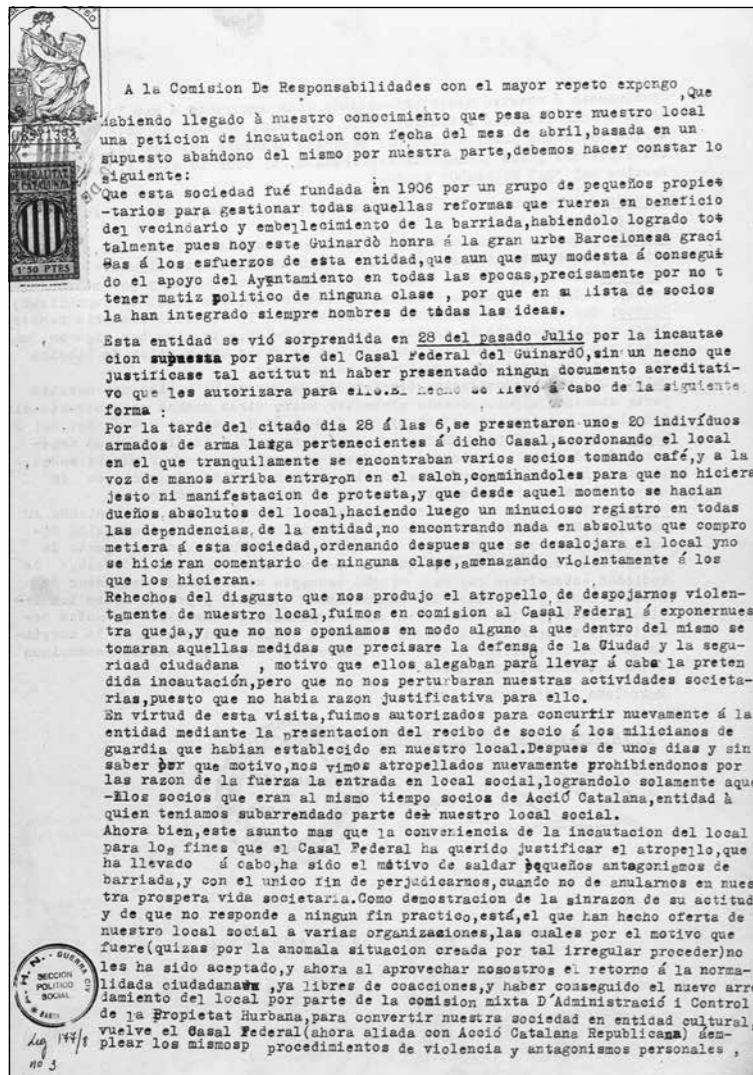 A la Comision De Responsabilidades con el mayor repeto expongo ,Que
habiendo llegado à nuestro conocimiento que pesa sobre nuestro local
una peticion de incautacion con fecha del mes de abril,basada en un
supuesto abandono del mismo por nuestra parte,debemos hacer constar lo
siguiente:
Que esta sociedad fué fundada en 1906 por un grupo de pequeños propiet
-tarios para gestionar todas aquellas reformas que fueren en beneficio
del vecindario y embellecimiento de la barriada,habiendolo logrado tot
talmente pues hoy este Guinardò honra á la gran urbe Barcelonesa graci
sas á los esfuerzos de esta entidad,que aun que muy modesta á consegui
do el apoyo del Ayuntamiento en todas las epocas,precisamente por no t
tener matiz politico de ninguna clase , por que en su lista de socios
la han integrado siempre hombres de todas las ideas.
Esta entidad se vió sorprendida en 28 del pasado Julio por la incautac
cion supuesta por parte del Casal Federal del GuinardÓ,sin un hecho que
justificase tal actitut ni haber presentado ningun documento acreditati-
vo que les autorizara para ello.El hecho se llevó á cabo de la siguiente
forma :
Por la tarde del citado dia 28 á las 6,se presentaron unos 20 indivíduos
armados de arma larga pertenecientes á dicho Casal,acordonando el local
en el que tranquilamente se encontraban varios socios tomando café,y a la
voz de manos arriba entraron en el salon,conminandoles para que no hiciera
jesto ni manifestacion de protesta,y que desde aquel momento se hacian
dueños absolutos del local,haciendo luego un minucioso registro en todas
las dependencias de la entidad,no encontrando nada en absoluto que compro
metiera á esta sociedad,ordenando despues que se desalojara el local yno
se hicieran comentario de ninguna clase,amenazando violentamente á los
que los hicieran.
Rehechos del disgusto que nos produjo el atropello de despojarnos violen-
tamente de nuestro local,fuimos en comision al Casal Federal á exponernues
tra queja,y que no nos oponiamos en modo alguno a que dentro del mismo se
tomaran aquellas medidas que precisare la defensa de la Ciudad y la segu-
ridad ciudadana , motivo que ellos alegaban para llevar á cabo la preten
dida incautación,pero que no nos perturbaran nuestras actividades societa-
rias,puesto que no habia razon justificativa para ello.
En virtud de esta visita,fuimos autorizados para concurrir nuevamente á la
entidad mediante la presentacion del recibo de socio á los milicianos de
guardia que habian establecido en nuestro local.Despues de unos dias y sin
saber por que motivo,nos vimos atropellados nuevamente prohibiendonos por
las razon de la fuerza la entrada en local social,lograndolo solamente aque
-llos socios que eran al mismo tiempo socios de Acció Catalana,entidad à
quien teniamos subarrendado parte del nuestro local social.
Ahora bien,este asunto mas que la conveniencia de la incautacion del local
para los fines que el Casal Federal ha querido justificar el atropello,que
ha llevado á cabo,ha sido el mótivo de saldar pequeños antagonismos de
barriada,y con el unico fin de perjudicarnos,cuando no de anularnos en nues
tra prospera vida societaria.Como demostracion de la sinrazon de su actitud
y de que no responde a ningun fin practico,está,el que han hecho oferta de
nuestro local social a varias organizaciones,las cuales por el motivo que
fuere(quizas por la anomala situacion creada por tal irregular proceder)no
les ha sido aceptado,y ahora al aprovechar nosostros el retorno á la norma-
lidada ciudadana ,ya libres de coacciones,y haber conseguido el nuevo arre
damiento del local por parte de la comision mixta D'Administració i Control
de la Propietat Hurbana,para convertir nuestra sociedad en entidad cultural,
vuelve el Casal Federal(ahora aliada con Acció Catalana Republicana) áem-
plear los mismosp procedimientos de violencia y antagonismos personales ,
GENERALITAT
DE CATALUNYA
1'50 PTES
A.H.N. - GUERRA CIVIL
SECCION
POLITICO
SOCIAL
Leg 177/8
no 3